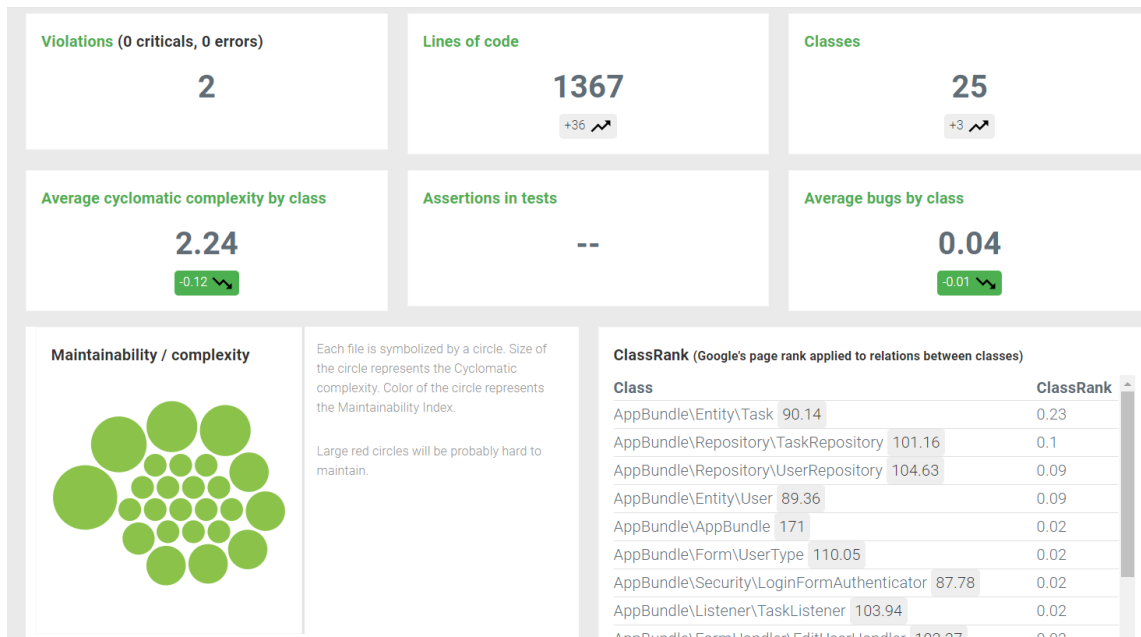 Violations (0 criticals, 0 errors)
2
Lines of code
1367
+36
Classes
25
+3
Average cyclomatic complexity by class
2.24
-0.12
Assertions in tests
--
Average bugs by class
0.04
-0.01
Maintainability / complexity
Each file is symbolized by a circle. Size of
the circle represents the Cyclomatic
complexity. Color of the circle represents
the Maintainability Index.
Large red circles will be probably hard to
maintain.
ClassRank (Google's page rank applied to relations between classes)
Class ClassRank
AppBundle\Entity\Task 90.14 0.23
AppBundle\Repository\TaskRepository 101.16 0.1
AppBundle\Repository\UserRepository 104.63 0.09
AppBundle\Entity\User 89.36 0.09
AppBundle\AppBundle 171 0.02
AppBundle\Form\UserType 110.05 0.02
AppBundle\Security\LoginFormAuthenticator 87.78 0.02
AppBundle\Listener\TaskListener 103.94 0.02
AppBundle\FormHandler\EditUserHandler